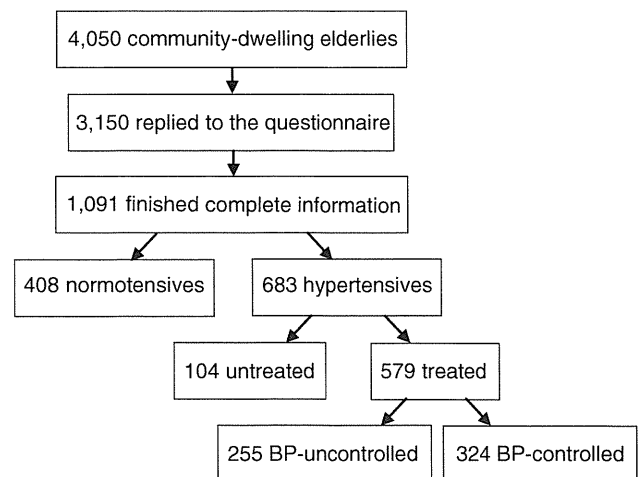 4,050 community-dwelling elderlies
3,150 replied to the questionnaire
1,091 finished complete information
408 normotensives
683 hypertensives
104 untreated
579 treated
255 BP-uncontrolled
324 BP-controlled